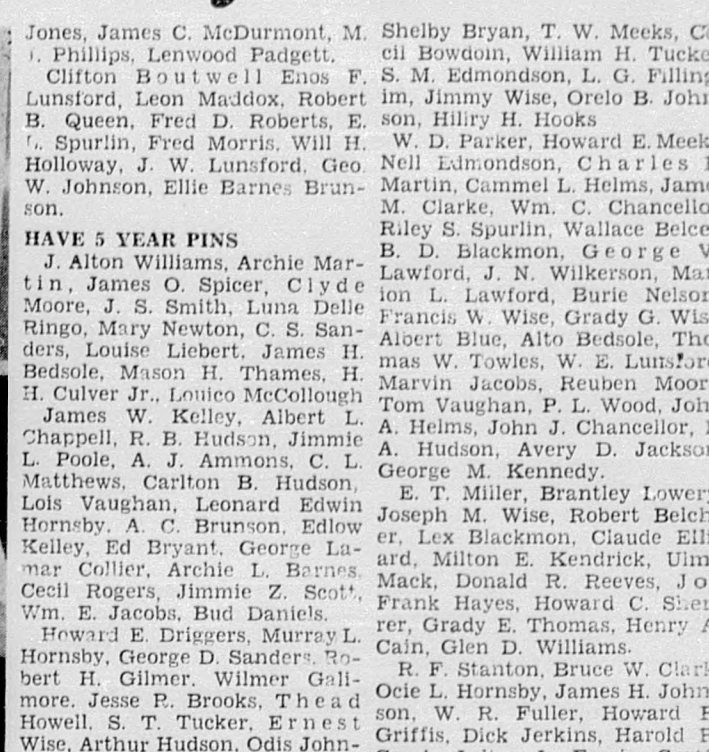 Jones, James C. McDurmont, M.
Phillips, Lenwood Padgett.
Clifton Boutwell Enos F.
Lunsford, Leon Maddox, Robert
B. Queen, Fred D. Roberts, E.
L. Spurlin, Fred Morris, Will H.
Holloway, J. W. Lunsford, Geo.
W. Johnson, Ellie Barnes Brun-
son.
HAVE 5 YEAR PINS
J. Alton Williams, Archie Mar-
tin, James O. Spicer, Clyde
Moore, J. S. Smith, Luna Delle
Ringo, Mary Newton, C. S. San-
ders, Louise Liebert, James H.
Bedsole, Mason H. Thames, H.
H. Culver Jr., Louico McCollough
James W. Kelley, Albert L.
Chappell, R. B. Hudson, Jimmie
L. Poole, A. J. Ammons, C. L.
Matthews, Carlton B. Hudson,
Lois Vaughan, Leonard Edwin
Hornsby, A. C. Brunson, Edlow
Kelley, Ed Bryant, George La-
mar Collier, Archie L. Barnes,
Cecil Rogers, Jimmie Z. Scott,
Wm. E. Jacobs, Bud Daniels.
Howard E. Driggers, Murray L.
Hornsby, George D. Sanders, Ro-
bert H. Gilmer, Wilmer Gali-
more, Jesse R. Brooks, Thead
Howell, S. T. Tucker, Ernest
Wise, Arthur Hudson, Odis John-
Shelby Bryan, T. W. Meeks, C
cil Bowdoin, William H. Tucke
S. M. Edmondson, L. G. Filling
im, Jimmy Wise, Orelo B. John
son, Hiliry H. Hooks
W. D. Parker, Howard E. Meek
Nell Edmondson, Charles
Martin, Cammel L. Helms, Jam
M. Clarke, Wm. C. Chancello
Riley S. Spurlin, Wallace Belce
B. D. Blackmon, George
Lawford, J. N. Wilkerson, Ma
ion L. Lawford, Burie Nelson
Francis W. Wise, Grady G. Wis
Albert Blue, Alto Bedsole, Tho
mas W. Towles, W. E. Lunsfor
Marvin Jacobs, Reuben Moor
Tom Vaughan, P. L. Wood, Joh
A. Helms, John J. Chancellor,
A. Hudson, Avery D. Jackson
George M. Kennedy.
E. T. Miller, Brantley Lower
Joseph M. Wise, Robert Belch
er, Lex Blackmon, Claude Elli
ard, Milton E. Kendrick, Ulm
Mack, Donald R. Reeves, Jo
Frank Hayes, Howard C. Sher
rer, Grady E. Thomas, Henry A
Cain, Glen D. Williams.
R. F. Stanton, Bruce W. Clark
Ocie L. Hornsby, James H. John
son, W. R. Fuller, Howard
Griffis, Dick Jerkins, Harold